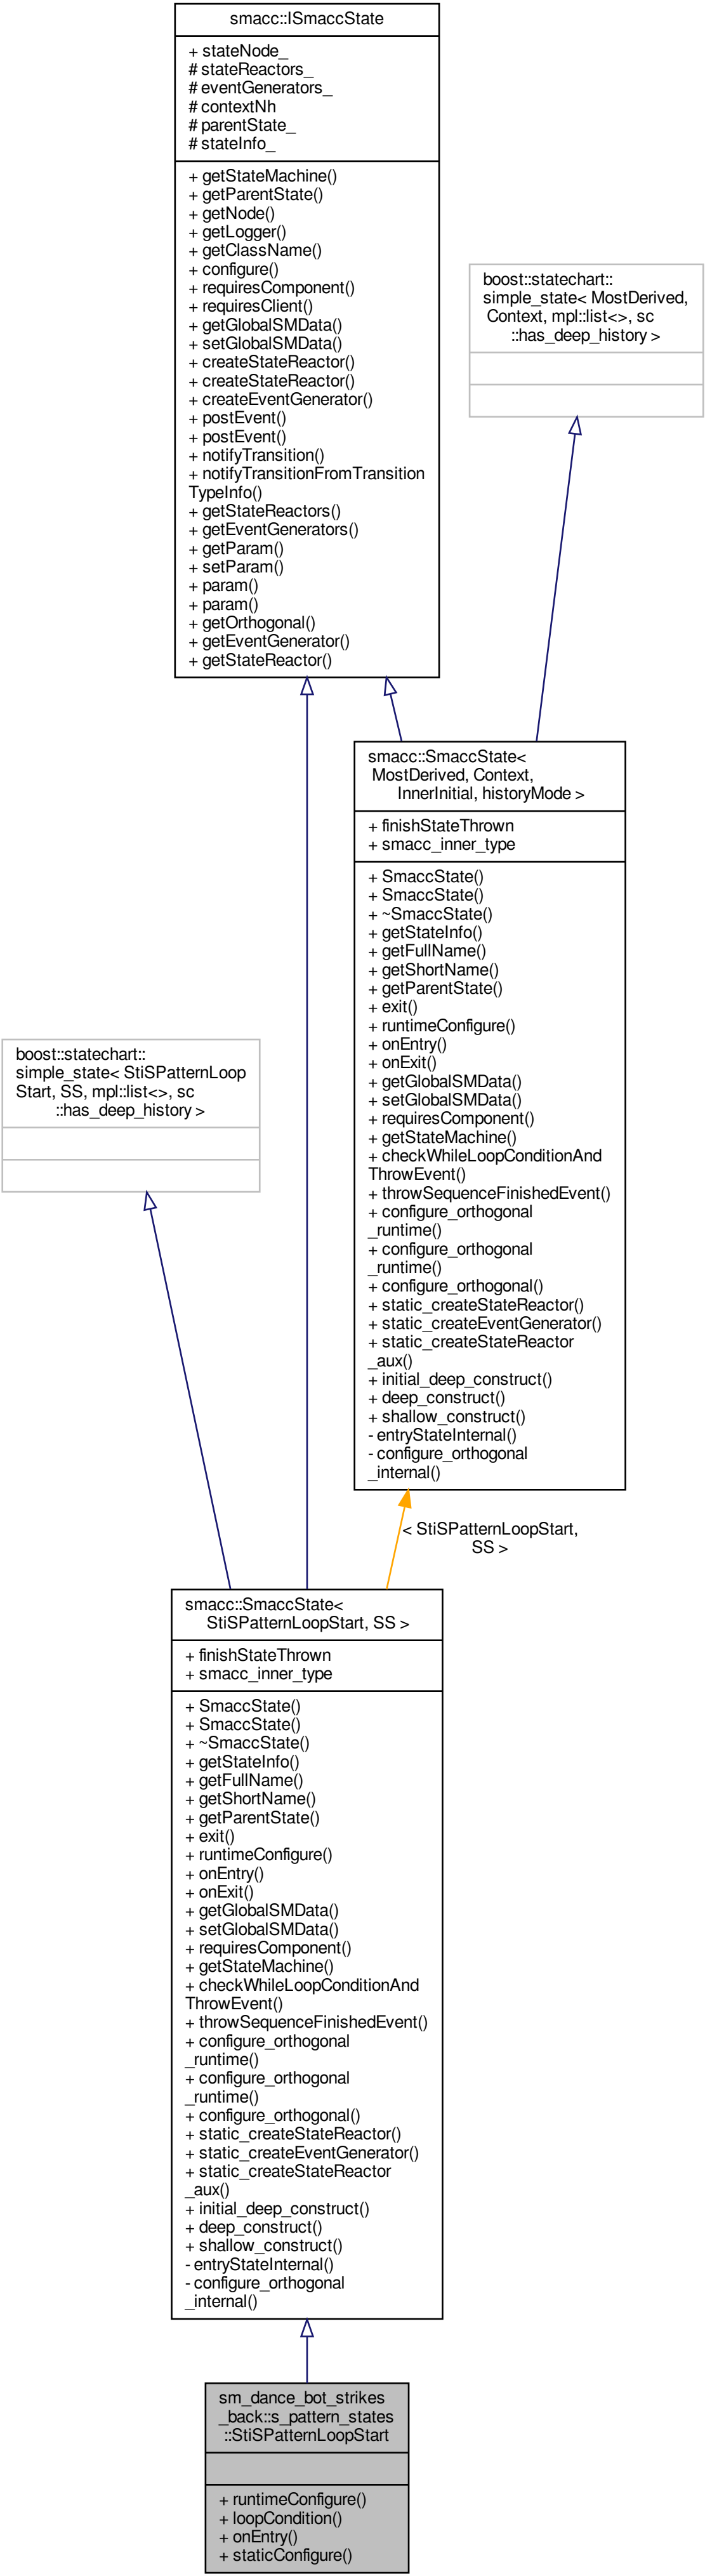 smacc::ISmaccState
+ stateNode_
# stateReactors_
# eventGenerators_
# contextNh
# parentState_
# stateInfo_
+ getStateMachine()
+ getParentState()
+ getNode()
+ getLogger()
+ getClassName()
+ configure()
+ requiresComponent()
+ requiresClient()
+ getGlobalSMData()
+ setGlobalSMData()
+ createStateReactor()
+ createStateReactor()
+ createEventGenerator()
+ postEvent()
+ postEvent()
+ notifyTransition()
+ notifyTransitionFromTransition
TypeInfo()
+ getStateReactors()
+ getEventGenerators()
+ getParam()
+ setParam()
+ param()
+ param()
+ getOrthogonal()
+ getEventGenerator()
+ getStateReactor()
boost::statechart::
simple_state< MostDerived,
Context, mpl::list<>, sc
::has_deep_history >
smacc::SmaccState<
MostDerived, Context,
InnerInitial, historyMode >
+ finishStateThrown
+ smacc_inner_type
+ SmaccState()
+ SmaccState()
+ ~SmaccState()
+ getStateInfo()
+ getFullName()
+ getShortName()
+ getParentState()
+ exit()
+ runtimeConfigure()
+ onEntry()
+ onExit()
+ getGlobalSMData()
+ setGlobalSMData()
+ requiresComponent()
+ getStateMachine()
+ checkWhileLoopConditionAnd
ThrowEvent()
+ throwSequenceFinishedEvent()
+ configure_orthogonal
_runtime()
+ configure_orthogonal
_runtime()
+ configure_orthogonal()
+ static_createStateReactor()
+ static_createEventGenerator()
+ static_createStateReactor
_aux()
+ initial_deep_construct()
+ deep_construct()
+ shallow_construct()
- entryStateInternal()
- configure_orthogonal
_internal()
boost::statechart::
simple_state< StiSPatternLoop
Start, SS, mpl::list<>, sc
::has_deep_history >
< StiSPatternLoopStart,
SS >
smacc::SmaccState<
StiSPatternLoopStart, SS >
+ finishStateThrown
+ smacc_inner_type
+ SmaccState()
+ SmaccState()
+ ~SmaccState()
+ getStateInfo()
+ getFullName()
+ getShortName()
+ getParentState()
+ exit()
+ runtimeConfigure()
+ onEntry()
+ onExit()
+ getGlobalSMData()
+ setGlobalSMData()
+ requiresComponent()
+ getStateMachine()
+ checkWhileLoopConditionAnd
ThrowEvent()
+ throwSequenceFinishedEvent()
+ configure_orthogonal
_runtime()
+ configure_orthogonal
_runtime()
+ configure_orthogonal()
+ static_createStateReactor()
+ static_createEventGenerator()
+ static_createStateReactor
_aux()
+ initial_deep_construct()
+ deep_construct()
+ shallow_construct()
- entryStateInternal()
- configure_orthogonal
_internal()
sm_dance_bot_strikes
_back::s_pattern_states
::StiSPatternLoopStart
+ runtimeConfigure()
+ loopCondition()
+ onEntry()
+ staticConfigure()